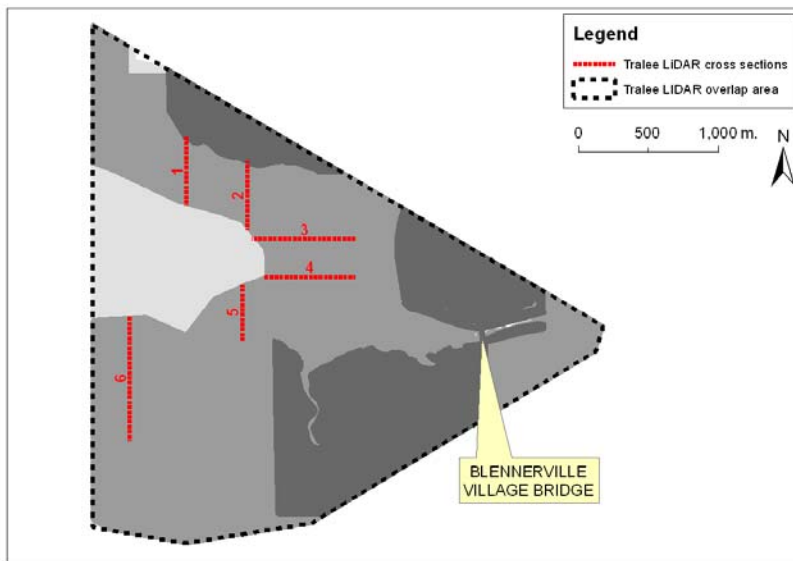 Legend
Tralee LiDAR cross sections
Tralee LIDAR overlap area
0 500 1,000 m.
N
1
2
3
4
5
6
BLENNERVILLE
VILLAGE BRIDGE